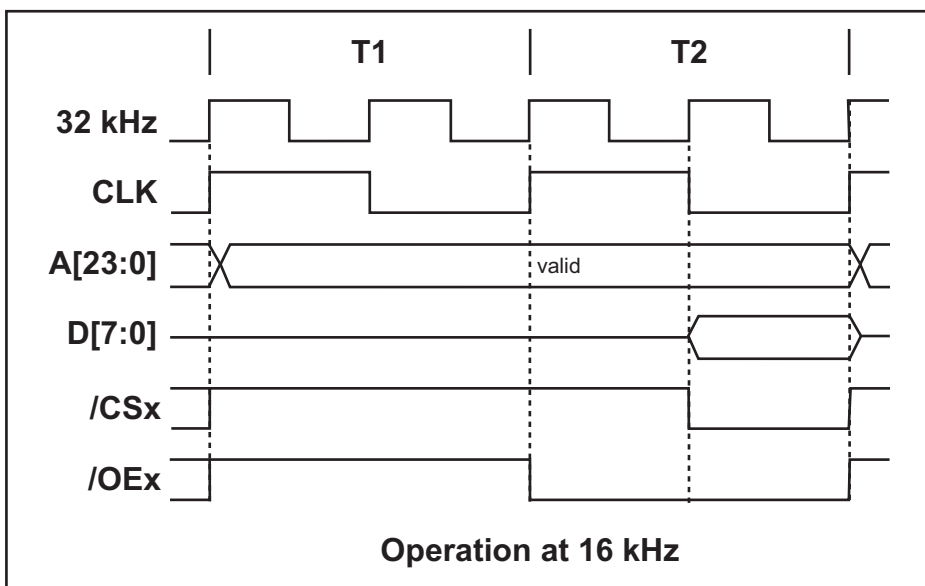 T1 T2
32 kHz
CLK
A[23:0] valid
D[7:0]
/CSx
/OEx
Operation at 16 kHz